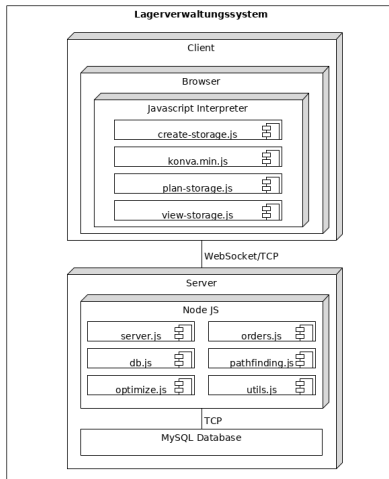 Lagerverwaltungssystem
Client
Browser
Javascript Interpreter
create-storage.js
konva.min.js
plan-storage.js
view-storage.js
WebSocket/TCP
Server
Node JS
server.js orders.js
db.js pathfinding.js
optimize.js utils.js
TCP
MySQL Database